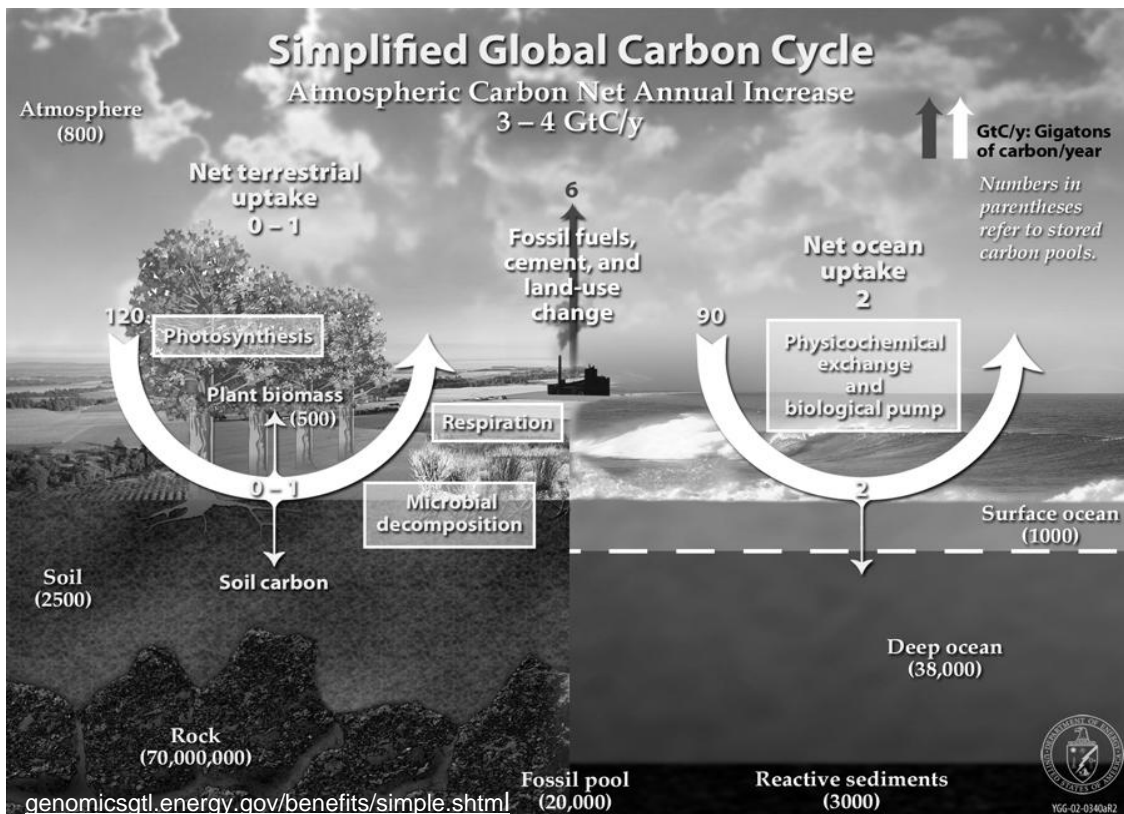 Simplified Global Carbon Cycle
Atmospheric Carbon Net Annual Increase
3 – 4 GtC/y
Atmosphere
(800)
GtC/y: Gigatons
of carbon/year
Numbers in
parentheses
refer to stored
carbon pools.
Net terrestrial
uptake
0 – 1
6
Fossil fuels,
cement, and
land-use
change
Net ocean
uptake
2
120
Photosynthesis
Plant biomass
(500)
Respiration
0 – 1
Microbial
decomposition
90
Physicochemical
exchange
and
biological pump
2
Surface ocean
(1000)
Soil carbon
Soil
(2500)
Deep ocean
(38,000)
Rock
(70,000,000)
Fossil pool
(20,000)
Reactive sediments
(3000)
genomicsgtl.energy.gov/benefits/simple.shtml
YGG-02-0340aR2